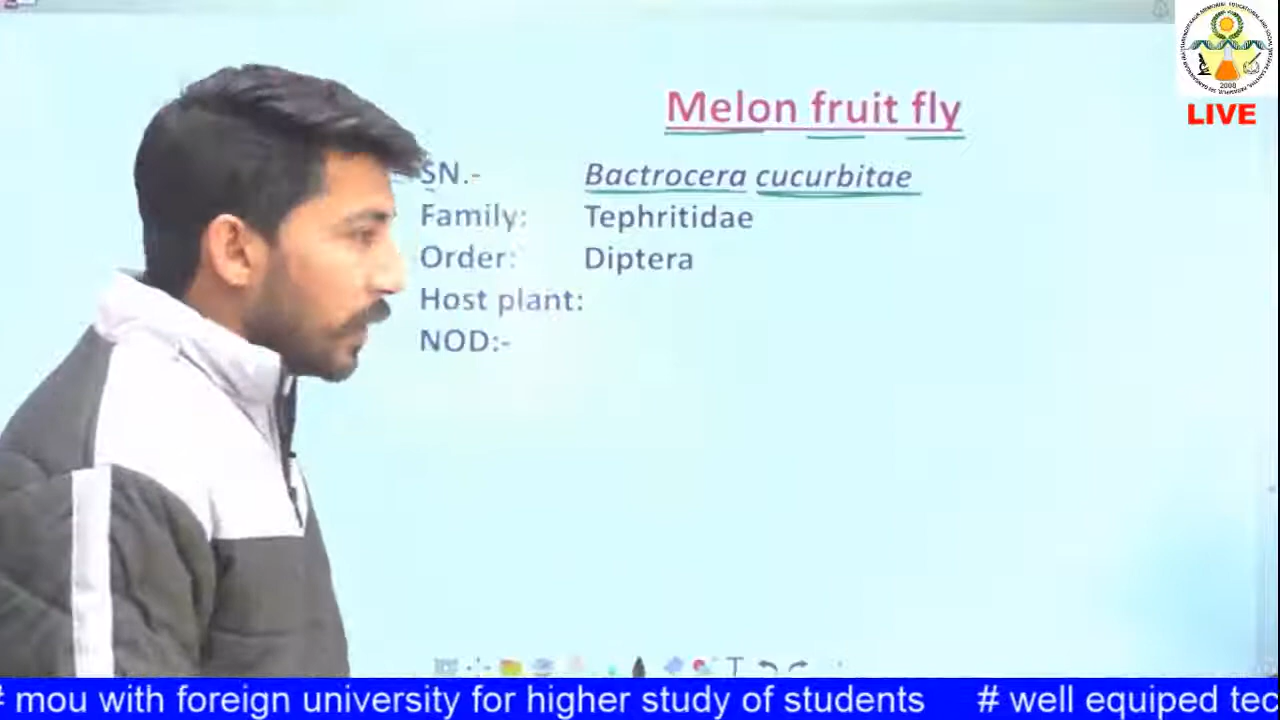 LIVE
2008
Melon fruit fly
SN.- Bactrocera cucurbitae
Family: Tephritidae
Order: Diptera
Host plant:
NOD:-
# mou with foreign university for higher study of students # well equiped tec